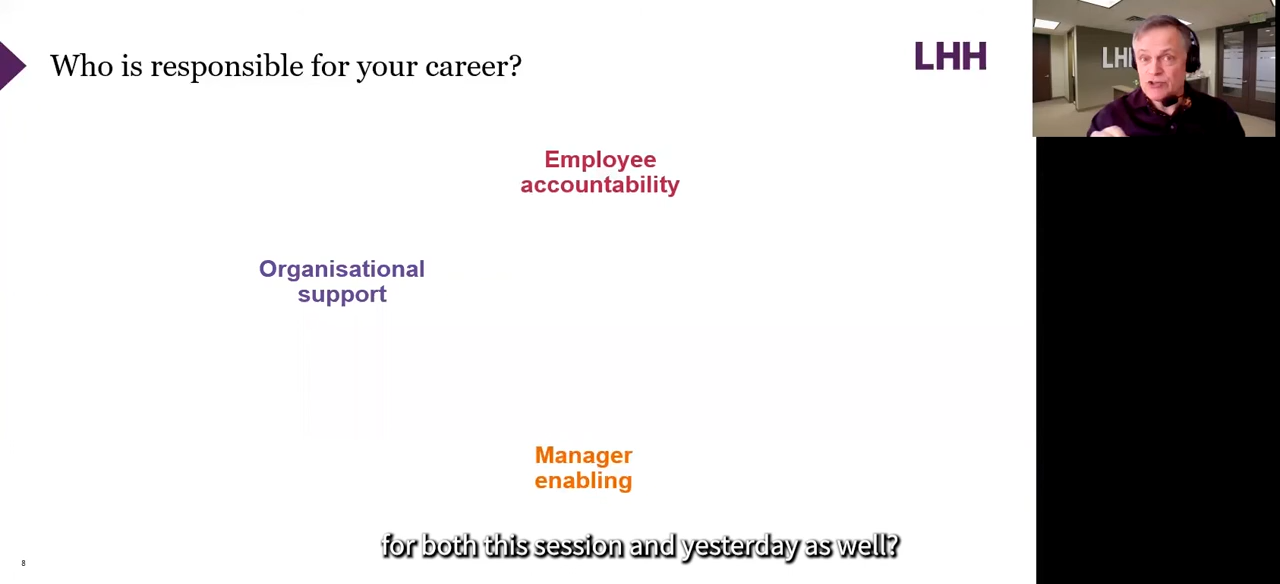 Who is responsible for your career?
LHH
LHH
Employee
accountability
Organisational
support
Manager
enabling
for both this session and yesterday as well?
8